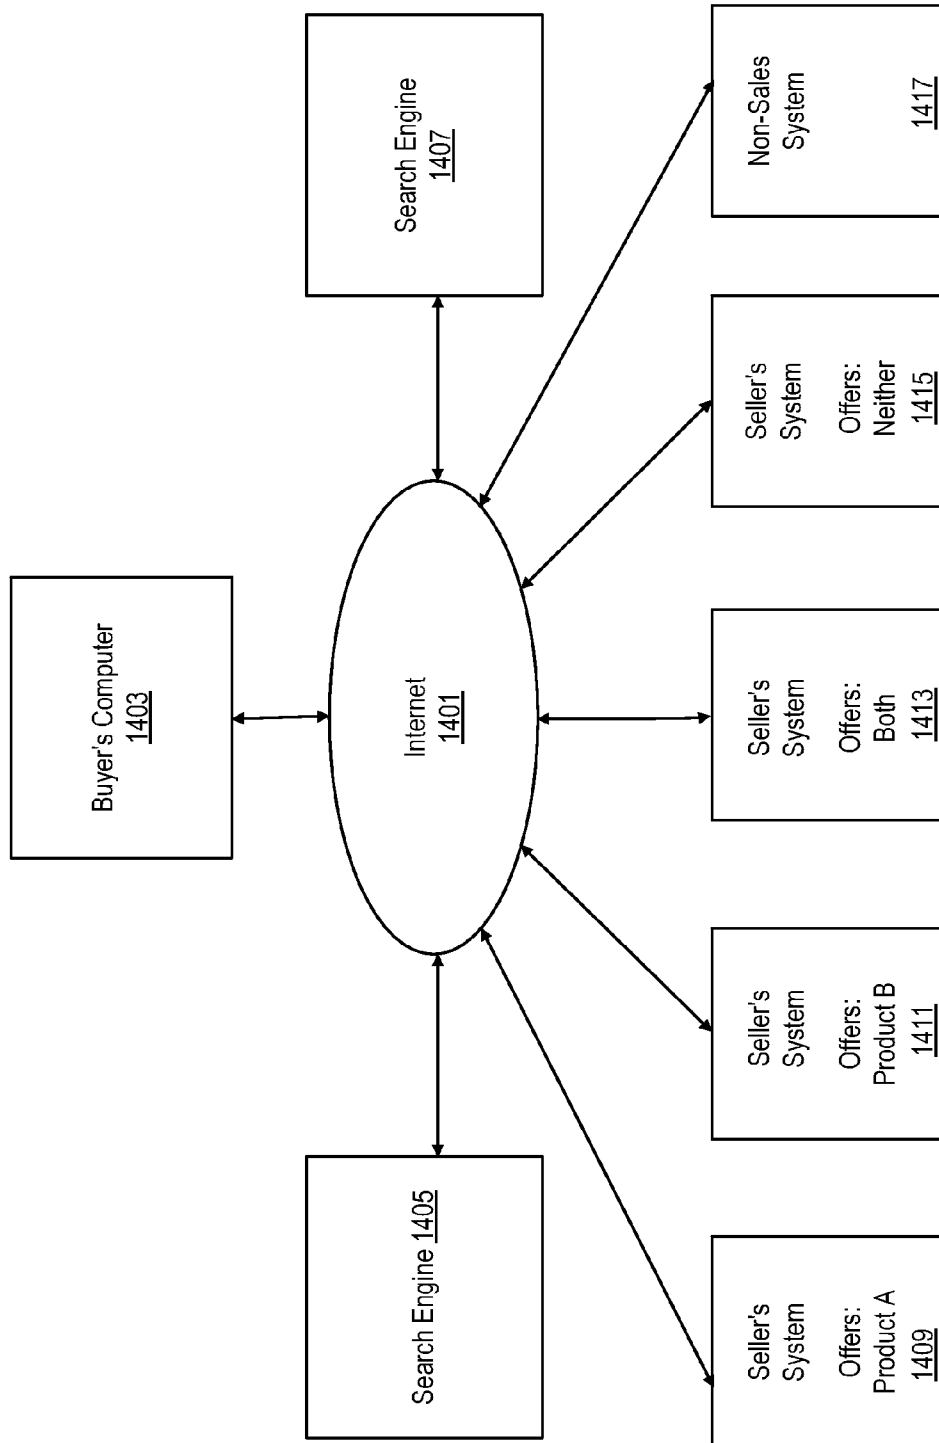 Buyer's Computer
1403
Search Engine 1405
Internet
1401
Search Engine
1407
Seller's
System
Offers:
Product A
1409
Seller's
System
Offers:
Product B
1411
Seller's
System
Offers:
Both
1413
Seller's
System
Offers:
Neither
1415
Non-Sales
System
1417